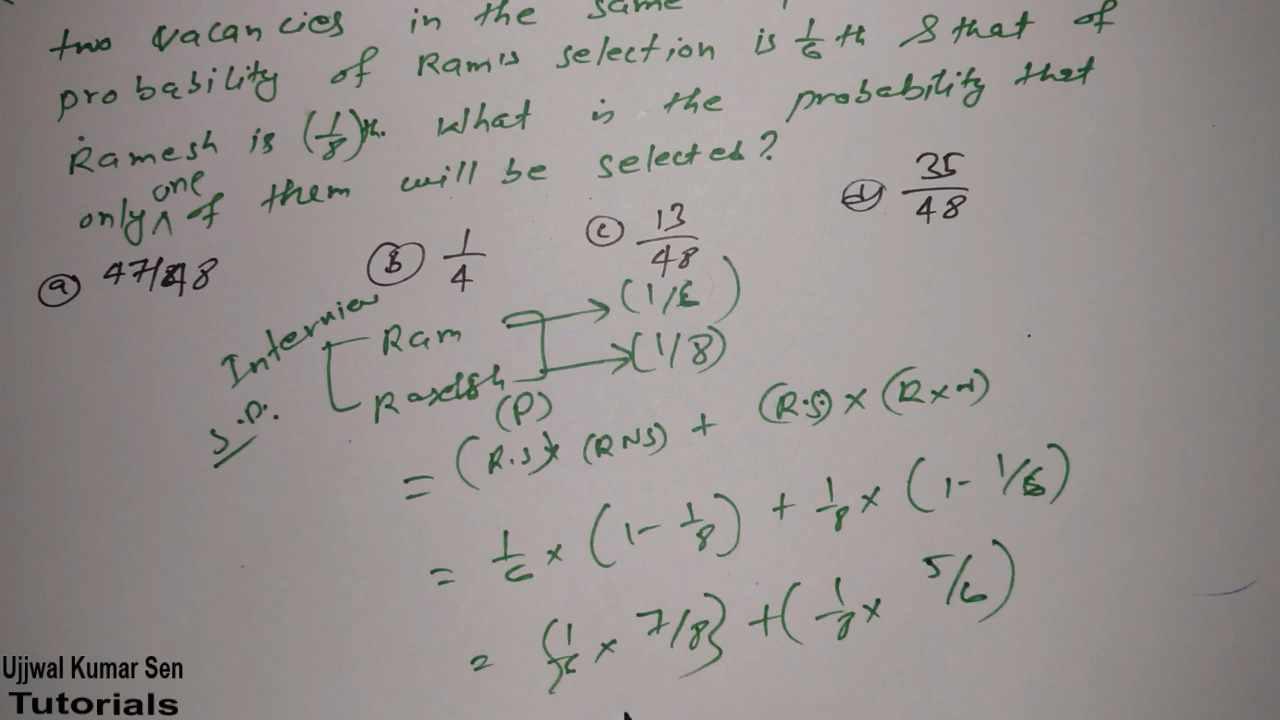 two vacancies in the same
probability of Ram's selection is 1/6 th & that of
Ramesh is (1/8)th. What is the probability that
only one of them will be selected?
(a) 47/48 (B) 1/4 (c) 13/48 (d) 35/48
Interview
Ram (1/6)
(1/8)
(P)
= (R.S) × (RNS) + (R.S) ×
= 1/6 × (1 - 1/8) + 1/8 × (1 - 1/6)
= (1/6 × 7/8) + (1/8 × 5/6)
Ujjwal Kumar Sen
Tutorials